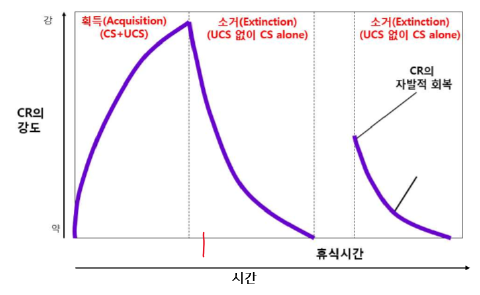 강
획득(Acquisition)
(CS+UCS)
소거(Extinction)
(UCS 없이 CS alone)
소거(Extinction)
(UCS 없이 CS alone)
CR의
자발적 회복
CR의
강도
약
휴식시간
시간